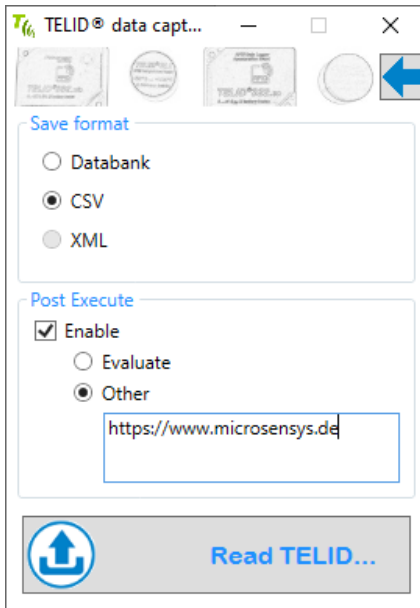 TELID® data capt...
Save format
Databank
CSV
XML
Post Execute
Enable
Evaluate
Other
https://www.microsensys.de
Read TELID...